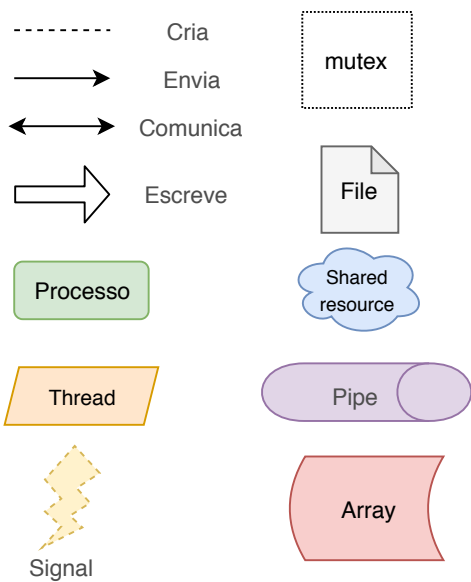 Cria
Envia
Comunica
Escreve
Processo
Thread
Signal
mutex
File
Shared
resource
Pipe
Array